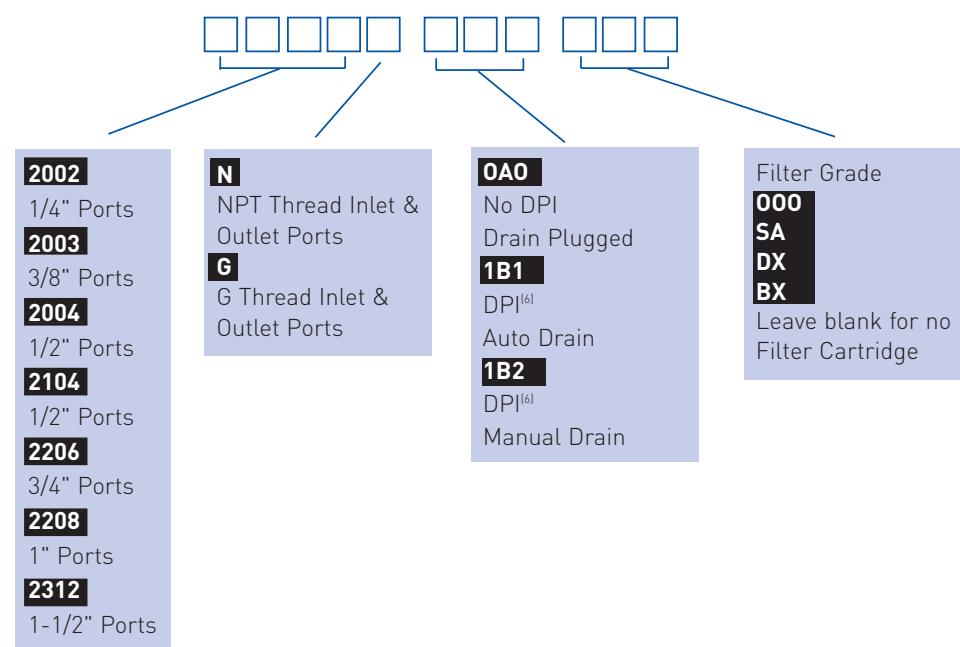 2002
1/4" Ports
2003
3/8" Ports
2004
1/2" Ports
2104
1/2" Ports
2206
3/4" Ports
2208
1" Ports
2312
1-1/2" Ports
N
NPT Thread Inlet &
Outlet Ports
G
G Thread Inlet &
Outlet Ports
0A0
No DPI
Drain Plugged
1B1
DPI⁽⁶⁾
Auto Drain
1B2
DPI⁽⁶⁾
Manual Drain
Filter Grade
000
SA
DX
BX
Leave blank for no
Filter Cartridge